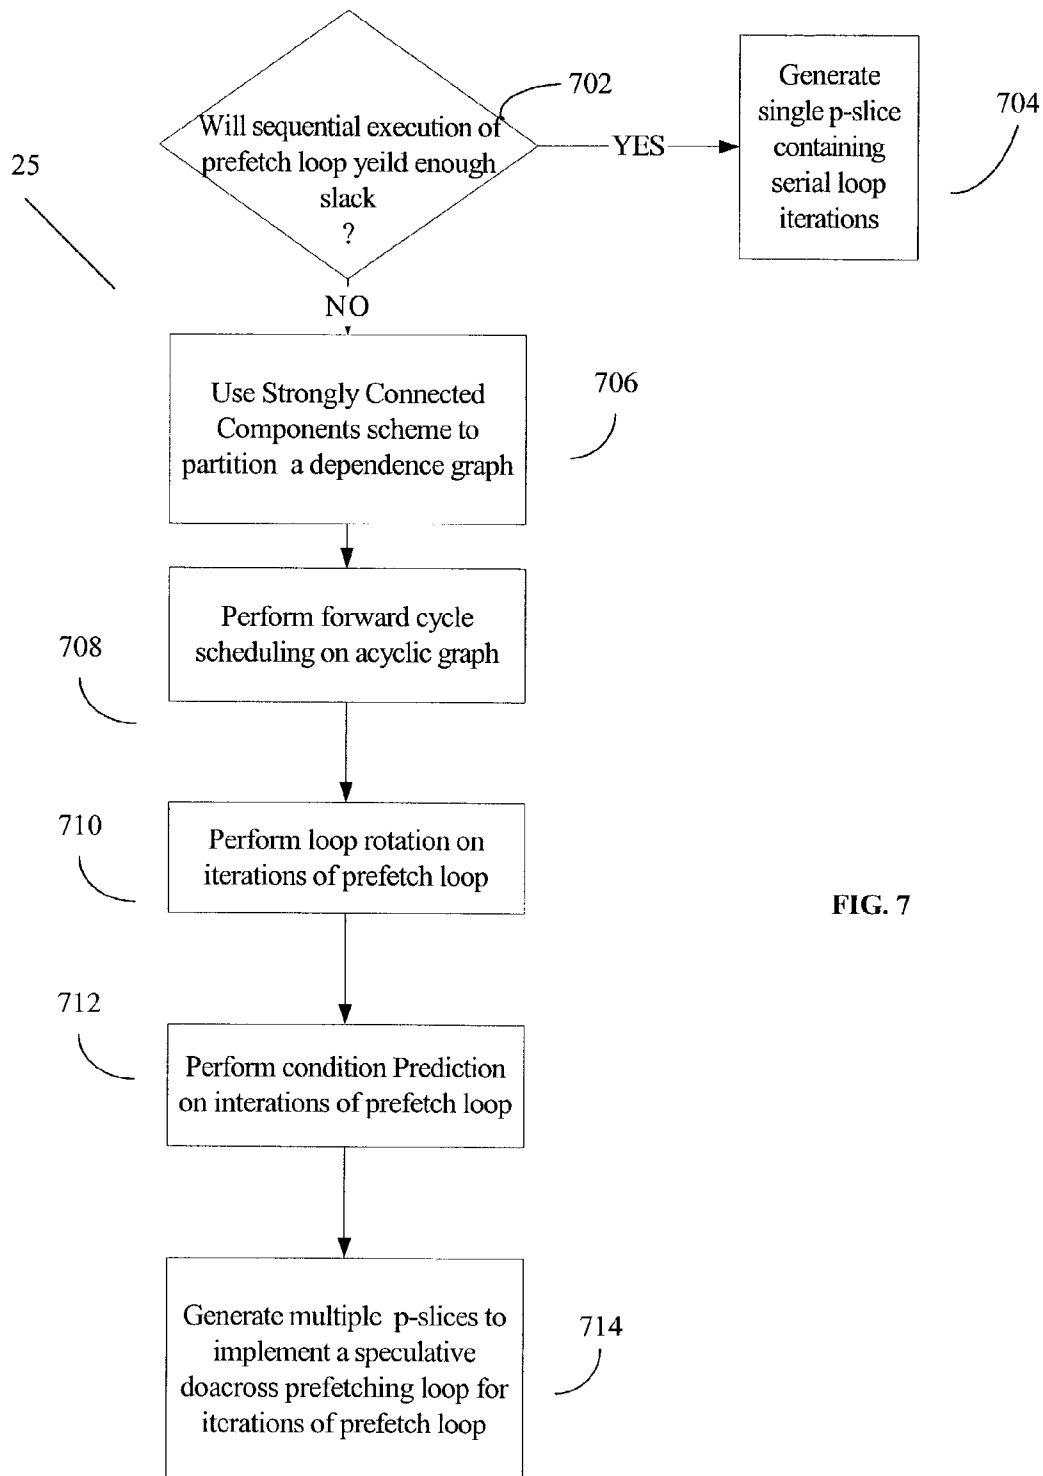 702
Will sequential execution of
prefetch loop yeild enough
slack
?
YES
Generate
single p-slice
containing
serial loop
iterations
704
25
NO
Use Strongly Connected
Components scheme to
partition a dependence graph
706
Perform forward cycle
scheduling on acyclic graph
708
Perform loop rotation on
iterations of prefetch loop
710
FIG. 7
Perform condition Prediction
on interations of prefetch loop
712
Generate multiple p-slices to
implement a speculative
doacross prefetching loop for
iterations of prefetch loop
714